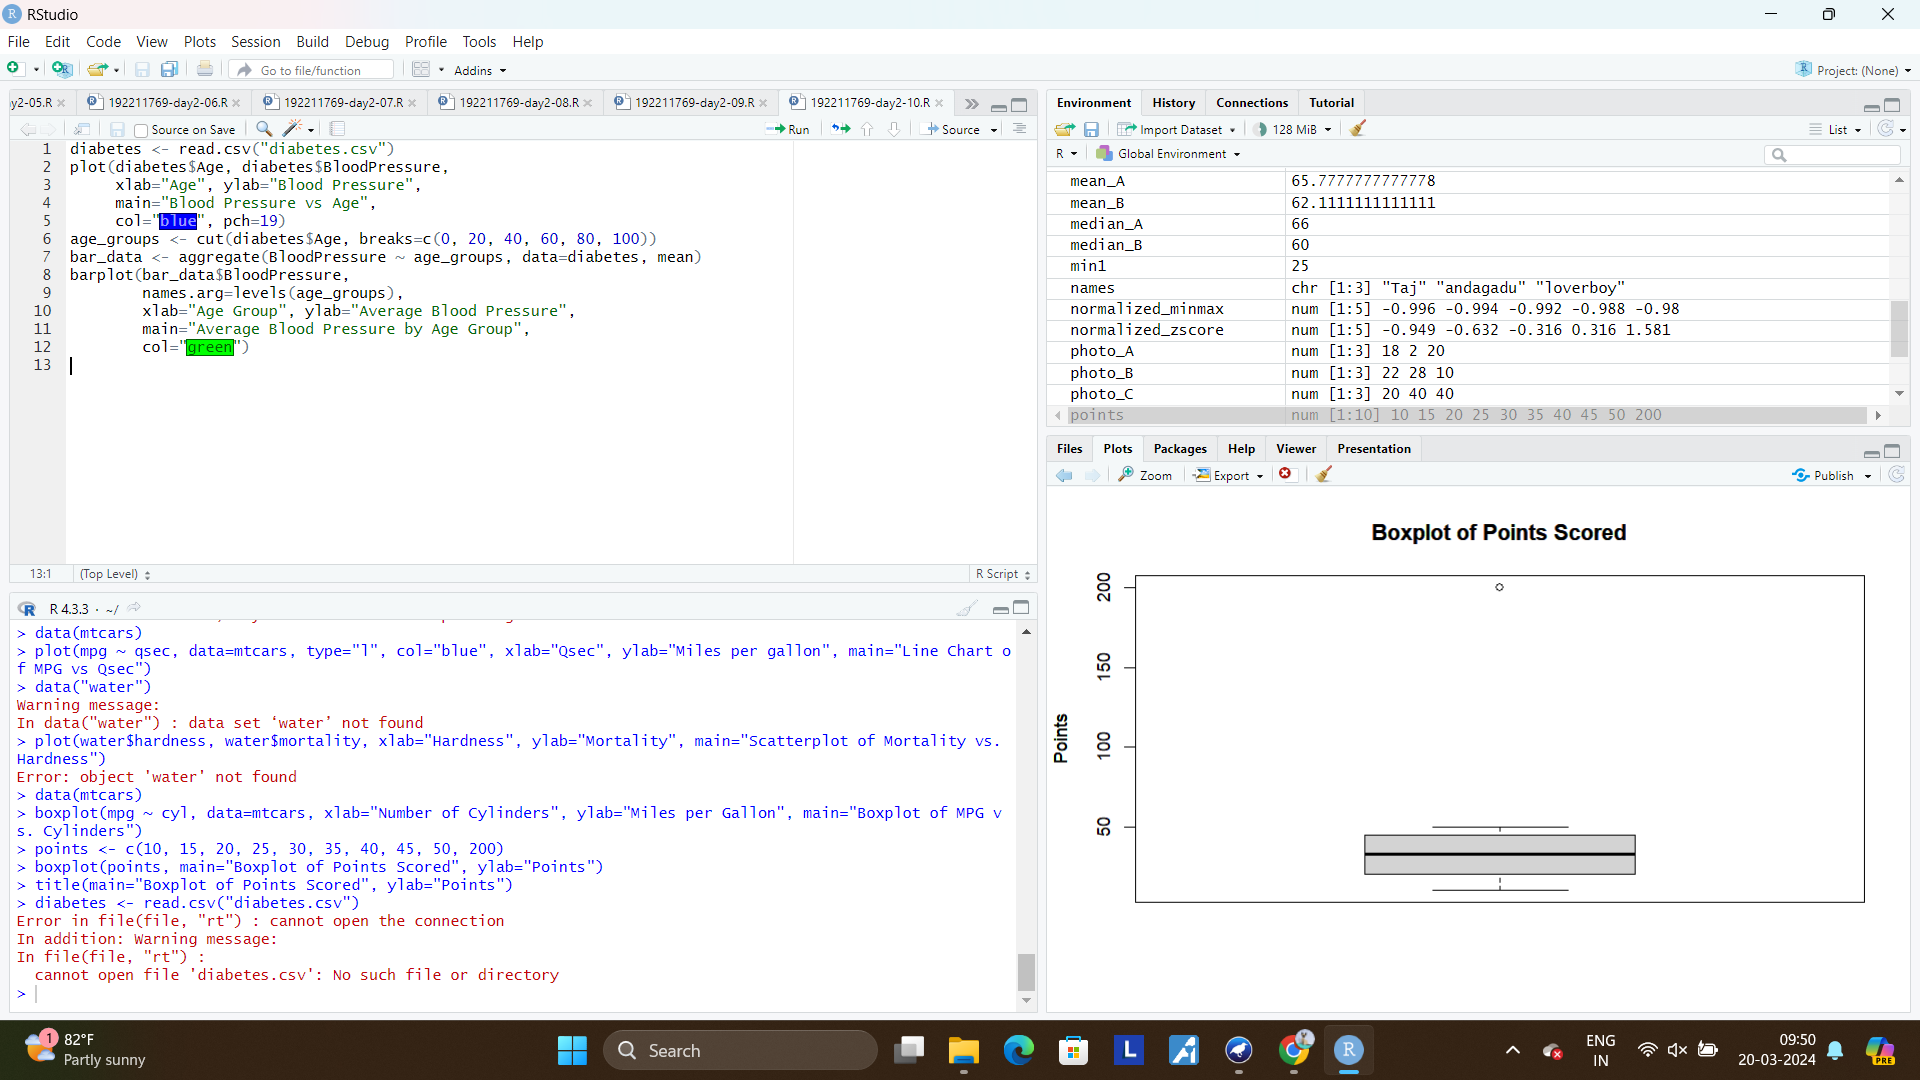 RStudio
File Edit Code View Plots Session Build Debug Profile Tools Help
Go to file/function Addins Project: (None)
y2-05.R 192211769-day2-06.R 192211769-day2-07.R 192211769-day2-08.R 192211769-day2-09.R 192211769-day2-10.R
Source on Save Run Source
1 diabetes <- read.csv("diabetes.csv")
2 plot(diabetes$Age, diabetes$BloodPressure,
3 xlab="Age", ylab="Blood Pressure",
4 main="Blood Pressure vs Age",
5 col="blue", pch=19)
6 age_groups <- cut(diabetes$Age, breaks=c(0, 20, 40, 60, 80, 100))
7 bar_data <- aggregate(BloodPressure ~ age_groups, data=diabetes, mean)
8 barplot(bar_data$BloodPressure,
9 names.arg=levels(age_groups),
10 xlab="Age Group", ylab="Average Blood Pressure",
11 main="Average Blood Pressure by Age Group",
12 col="green")
13
13:1 (Top Level) R Script
R 4.3.3 · ~/
> data(mtcars)
> plot(mpg ~ qsec, data=mtcars, type="l", col="blue", xlab="Qsec", ylab="Miles per gallon", main="Line Chart o
f MPG vs Qsec")
> data("water")
Warning message:
In data("water") : data set ‘water’ not found
> plot(water$hardness, water$mortality, xlab="Hardness", ylab="Mortality", main="Scatterplot of Mortality vs.
Hardness")
Error: object 'water' not found
> data(mtcars)
> boxplot(mpg ~ cyl, data=mtcars, xlab="Number of Cylinders", ylab="Miles per Gallon", main="Boxplot of MPG v
s. Cylinders")
> points <- c(10, 15, 20, 25, 30, 35, 40, 45, 50, 200)
> boxplot(points, main="Boxplot of Points Scored", ylab="Points")
> title(main="Boxplot of Points Scored", ylab="Points")
> diabetes <- read.csv("diabetes.csv")
Error in file(file, "rt") : cannot open the connection
In addition: Warning message:
In file(file, "rt") :
cannot open file 'diabetes.csv': No such file or directory
>
Environment History Connections Tutorial
Import Dataset 128 MiB List
R Global Environment
mean_A 65.7777777777778
mean_B 62.1111111111111
median_A 66
median_B 60
min1 25
names chr [1:3] "Taj" "andagadu" "loverboy"
normalized_minmax num [1:5] -0.996 -0.994 -0.992 -0.988 -0.98
normalized_zscore num [1:5] -0.949 -0.632 -0.316 0.316 1.581
photo_A num [1:3] 18 2 20
photo_B num [1:3] 22 28 10
photo_C num [1:3] 20 40 40
points num [1:10] 10 15 20 25 30 35 40 45 50 200
Files Plots Packages Help Viewer Presentation
Zoom Export Publish
Boxplot of Points Scored
200
150
100
50
Points
1 82°F
Partly sunny
Search
ENG
IN
09:50
20-03-2024
PRE